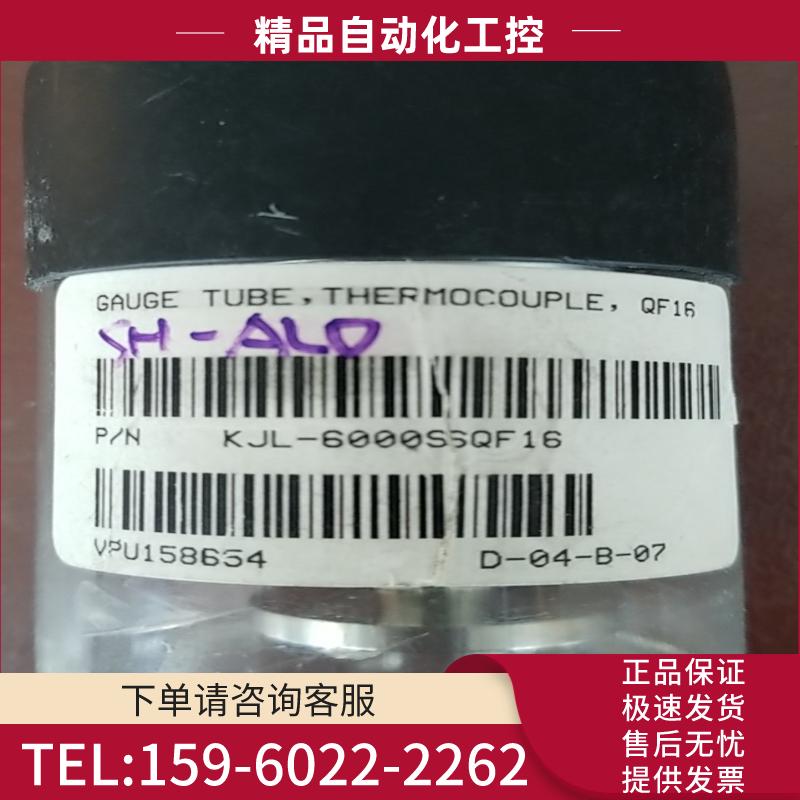 精品自动化工控
GAUGE TUBE, THERMOCOUPLE, QF16
SH-ALD
P/N KJL-6000SSQF16
VPU158654
D-04-B-07
下单请咨询客服
TEL:159-6022-2262
正品保证
极速发货
售后无忧
提供发票